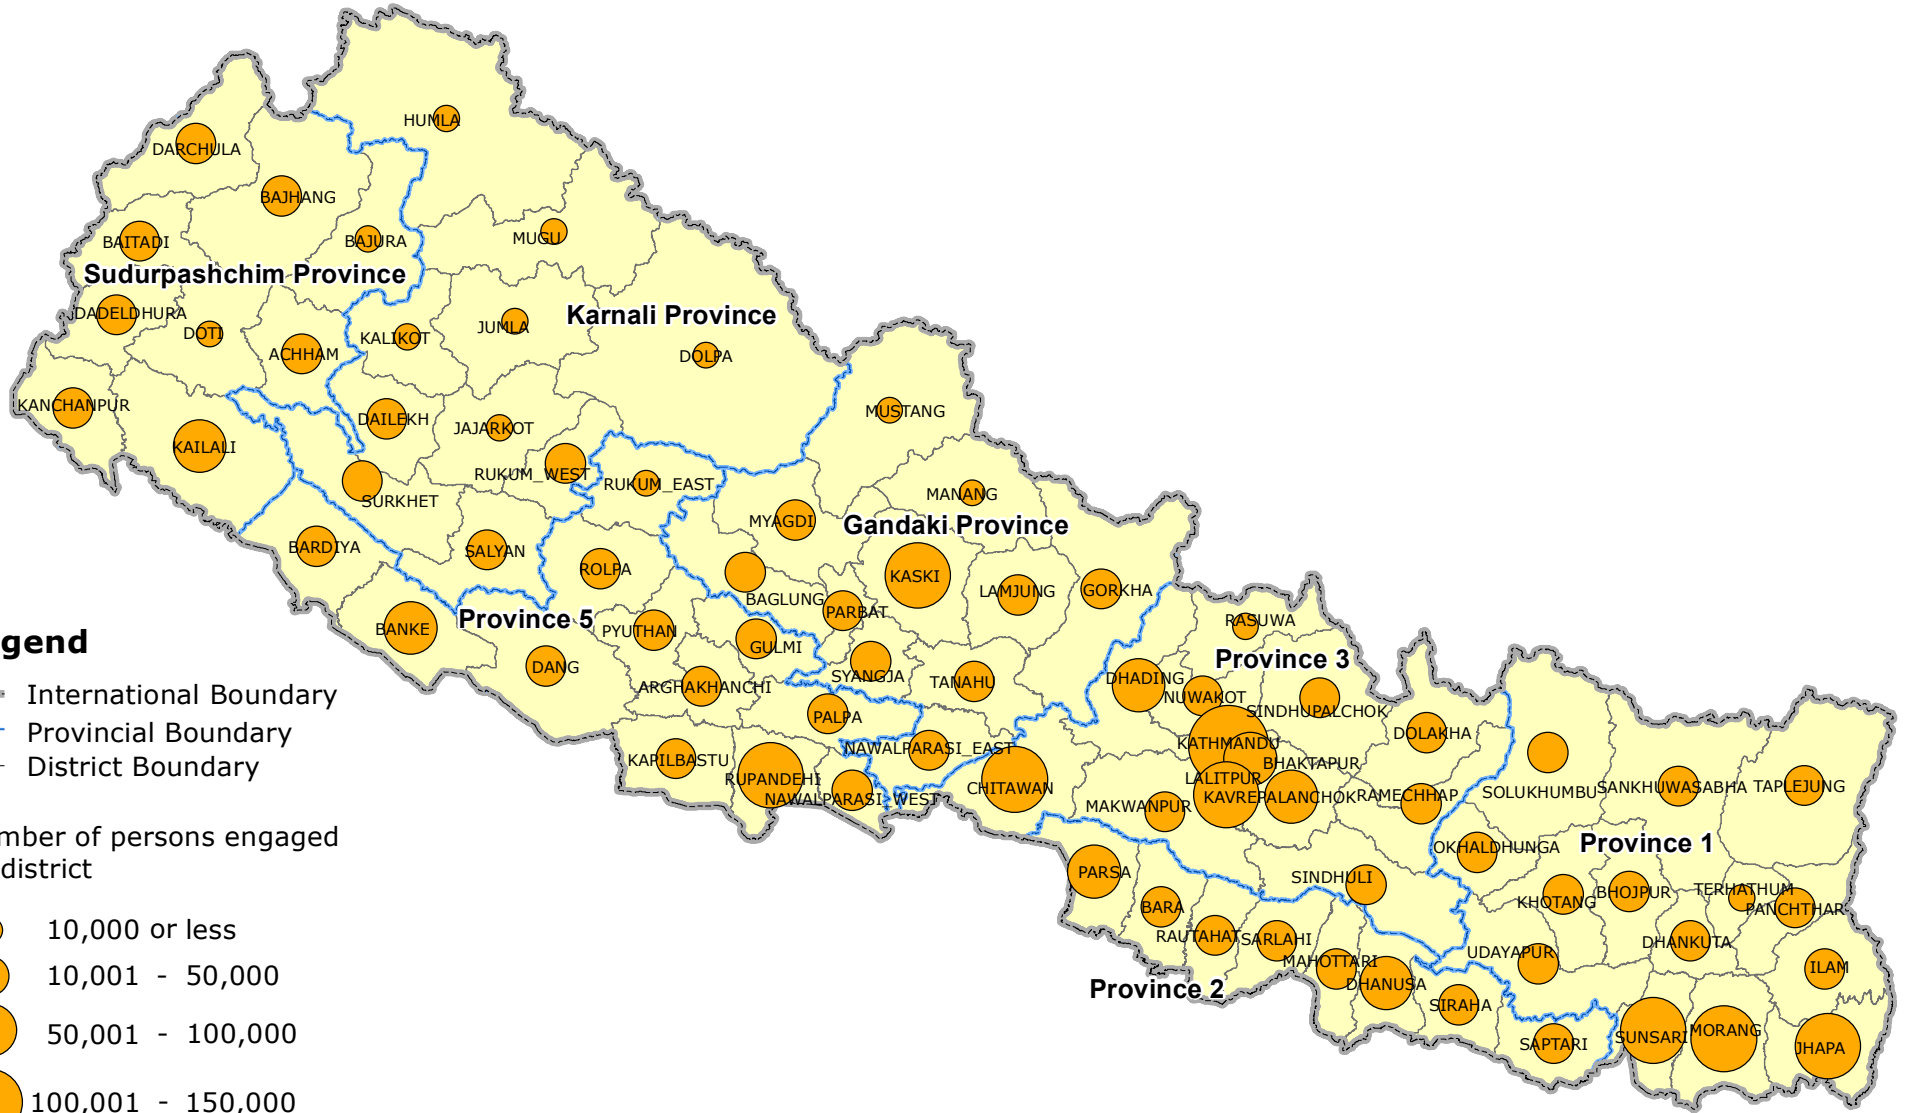 HUMLA
DARCHULA
BAJHANG
BAITADI
BAJURA
MUGU
Sudurpashchim Province
DADELDHURA
DOTI
ACHHAM
KALIKOT
JUMLA
Karnali Province
DOLPA
KANCHANPUR
KAILALI
DAILEKH
JAJARKOT
MUSTANG
RUKUM_WEST
RUKUM_EAST
SURKHET
MANANG
MYAGDI
Gandaki Province
BARDIYA
SALYAN
ROLPA
KASKI
LAMJUNG
GORKHA
BAGLUNG
PARBAT
BANKE
Province 5
PYUTHAN
GULMI
RASUWA
DANG
ARGHAKHANCHI
SYANGJA
TANAHU
Province 3
DHADING
NUWAKOT
SINDHUPALCHOK
PALPA
DOLAKHA
KATHMANDU
NAWALPARASI_EAST
KAPILBASTU
RUPANDEHI
BHAKTAPUR
LALITPUR
CHITAWAN
NAWALPARASI_WEST
MAKWANPUR
KAVREPALANCHOK
RAMECHHAP
SOLUKHUMBU
SANKHUWASABHA
TAPLEJUNG
OKHALDHUNGA
Province 1
PARSA
SINDHULI
BARA
KHOTANG
BHOJPUR
TERHATHUM
PANCHTHAR
RAUTAHAT
SARLAHI
MAHOTTARI
DHANUSA
UDAYAPUR
DHANKUTA
ILAM
Province 2
SIRAHA
SAPTARI
SUNSARI
MORANG
JHAPA
gend
International Boundary
Provincial Boundary
District Boundary
mber of persons engaged
district
10,000 or less
10,001 - 50,000
50,001 - 100,000
100,001 - 150,000